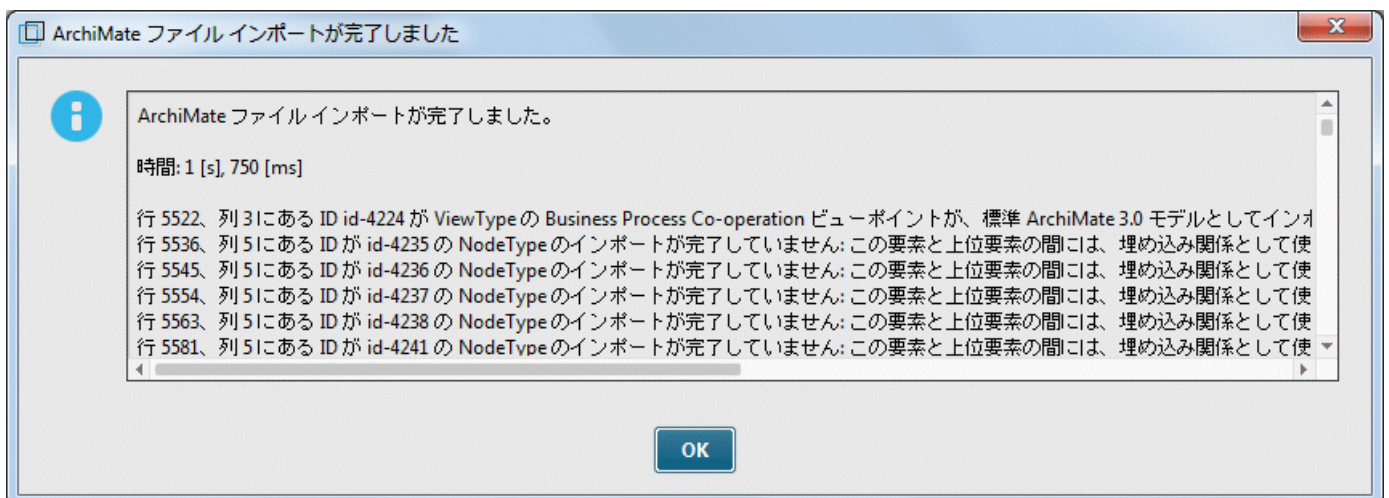 ArchiMate ファイル インポートが完了しました
ArchiMate ファイル インポートが完了しました。
時間: 1 [s], 750 [ms]
行 5522、列 3にある ID id-4224 が ViewType の Business Process Co-operation ビューポイントが、標準 ArchiMate 3.0 モデルとしてインポ
行 5536、列 5にある ID が id-4235 の NodeType のインポートが完了していません: この要素と上位要素の間には、埋め込み関係として使
行 5545、列 5にある ID が id-4236 の NodeType のインポートが完了していません: この要素と上位要素の間には、埋め込み関係として使
行 5554、列 5にある ID が id-4237 の NodeType のインポートが完了していません: この要素と上位要素の間には、埋め込み関係として使
行 5563、列 5にある ID が id-4238 の NodeType のインポートが完了していません: この要素と上位要素の間には、埋め込み関係として使
行 5581、列 5にある ID が id-4241 の NodeType のインポートが完了していません: この要素と上位要素の間には、埋め込み関係として使
OK